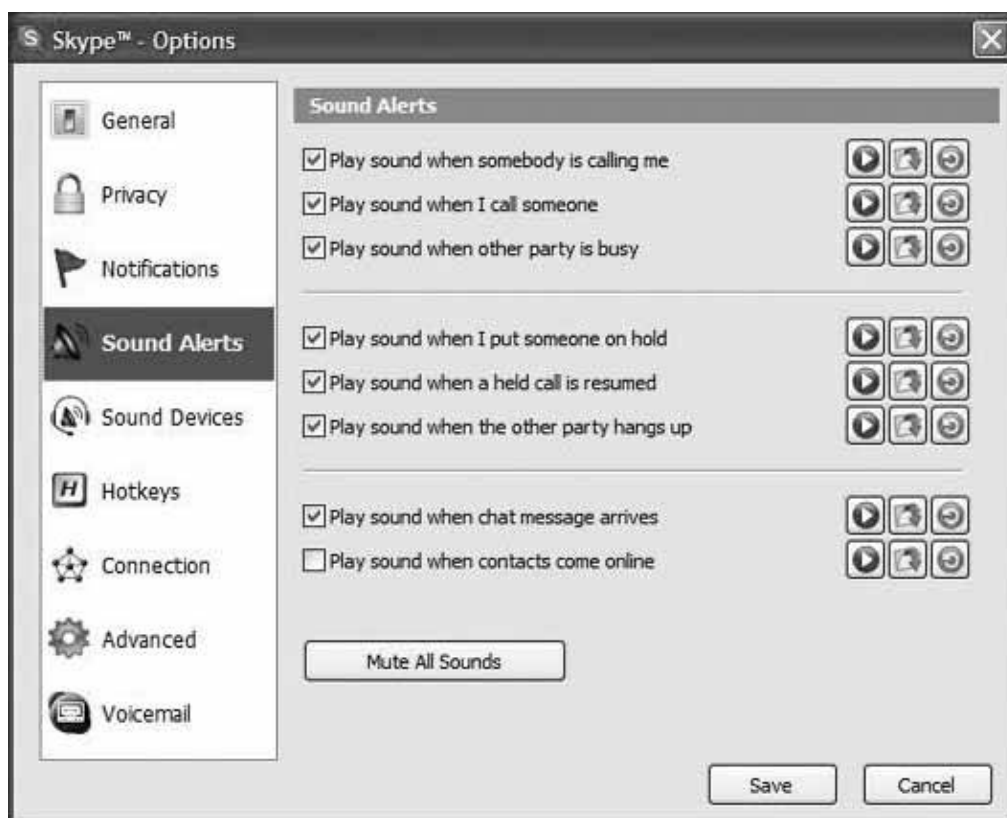 S Skype™ - Options
General
Privacy
Notifications
Sound Alerts
Sound Devices
H Hotkeys
Connection
Advanced
Voicemail
Sound Alerts
Play sound when somebody is calling me
Play sound when I call someone
Play sound when other party is busy
Play sound when I put someone on hold
Play sound when a held call is resumed
Play sound when the other party hangs up
Play sound when chat message arrives
Play sound when contacts come online
Mute All Sounds
Save
Cancel